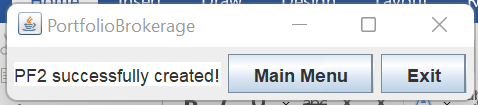 PortfolioBrokerage
PF2 successfully created! Main Menu Exit